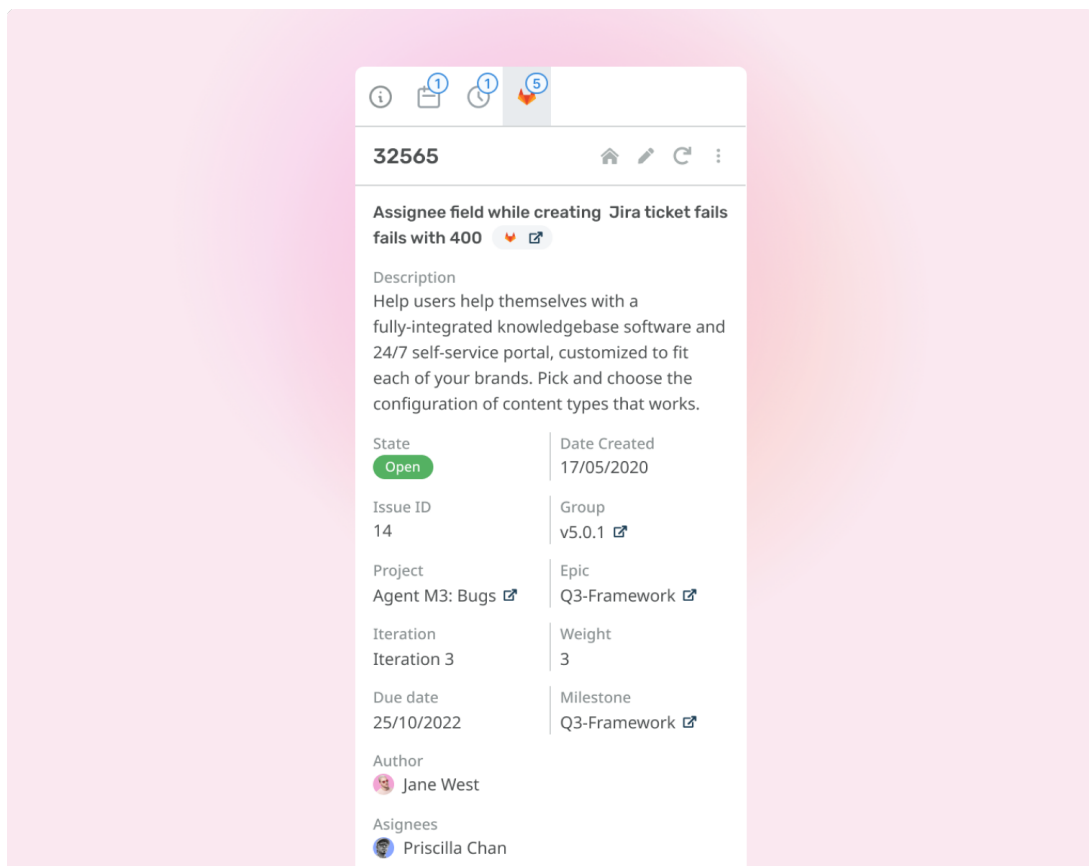 1 1 5
32565
Assignee field while creating Jira ticket fails
fails with 400
Description
Help users help themselves with a
fully-integrated knowledgebase software and
24/7 self-service portal, customized to fit
each of your brands. Pick and choose the
configuration of content types that works.
State Date Created
Open 17/05/2020
Issue ID Group
14 v5.0.1
Project Epic
Agent M3: Bugs Q3-Framework
Iteration Weight
Iteration 3 3
Due date Milestone
25/10/2022 Q3-Framework
Author
Jane West
Asignees
Priscilla Chan